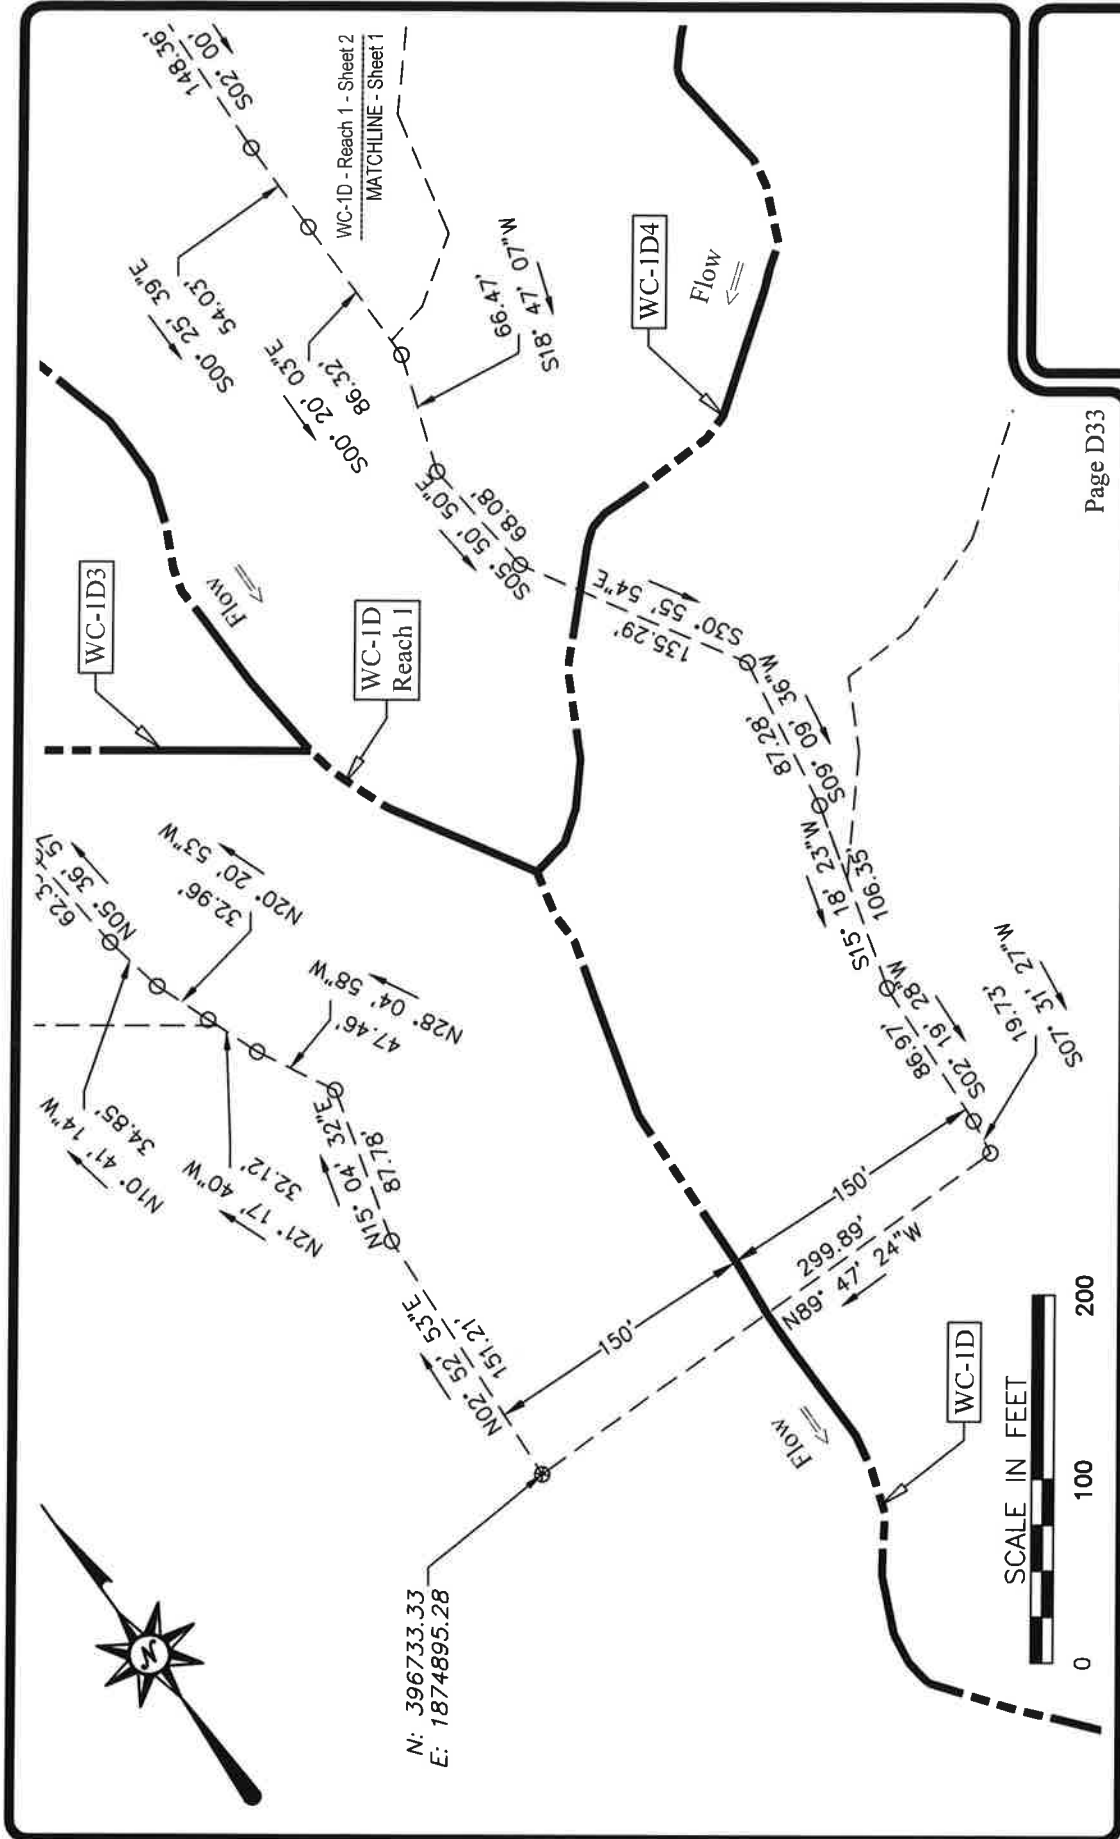 148.36'
S02° 00'
WC-1D - Reach 1 - Sheet 2
MATCHLINE - Sheet 1
S00° 25' 39"E
54.03'
S00° 20' 03"E
86.32'
66.47'
S18° 47' 07"W
S05° 50' 50"E
68.08'
WC-1D4
Flow
WC-1D3
Flow
WC-1D
Reach 1
S30° 55' 54"E
135.29'
87.28'
S09° 09' 36"W
S15° 18' 23"W
106.35'
86.97'
S02° 19' 28"W
19.73'
S07° 31' 27"W
62.3
N05° 36' 57
N20° 20' 53"W
32.96'
N28° 04' 58"W
47.46'
N10° 41' 14"W
34.85'
N21° 17' 40"W
32.12'
N15° 04' 32"E
87.78'
N02° 52' 53"E
151.21'
150'
150'
299.89'
N89° 47' 24"W
Flow
WC-1D
N: 396733.33
E: 1874895.28
N
SCALE IN FEET
0 100 200
Page D33